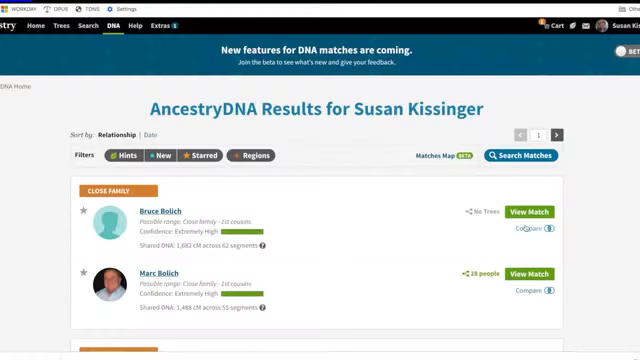 WORKDAY OPUS TONS Settings
stry Home Trees Search DNA Help Extras 1 Cart Susan Kiss
New features for DNA matches are coming.
Join the beta to see what's new and give your feedback.
BET
DNA Home
AncestryDNA Results for Susan Kissinger
Sort by: Relationship | Date
< 1 >
Filters Hints New Starred Regions Matches Map BETA Search Matches
CLOSE FAMILY
Bruce Bolich No Trees View Match
Possible range: Close family - 1st cousins
Confidence: Extremely High Compare
Shared DNA: 1,682 cM across 62 segments ?
Marc Bolich 28 people View Match
Possible range: Close family - 1st cousins
Confidence: Extremely High Compare
Shared DNA: 1,488 cM across 55 segments ?